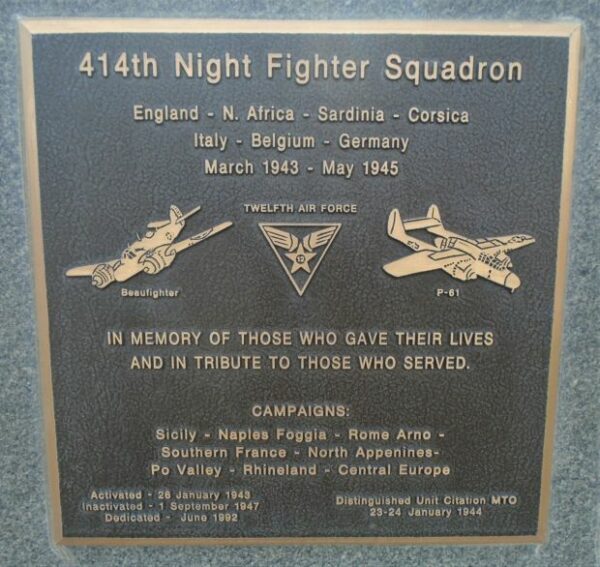 414th Night Fighter Squadron
England - N. Africa - Sardinia - Corsica
Italy - Belgium - Germany
March 1943 - May 1945
TWELFTH AIR FORCE
12
Beaufighter
P-61
IN MEMORY OF THOSE WHO GAVE THEIR LIVES
AND IN TRIBUTE TO THOSE WHO SERVED.
CAMPAIGNS:
Sicily - Naples Foggia - Rome Arno -
Southern France - North Appenines-
Po Valley - Rhineland - Central Europe
Activated - 26 January 1943
Inactivated - 1 September 1947
Dedicated - June 1992
Distinguished Unit Citation MTO
23-24 January 1944